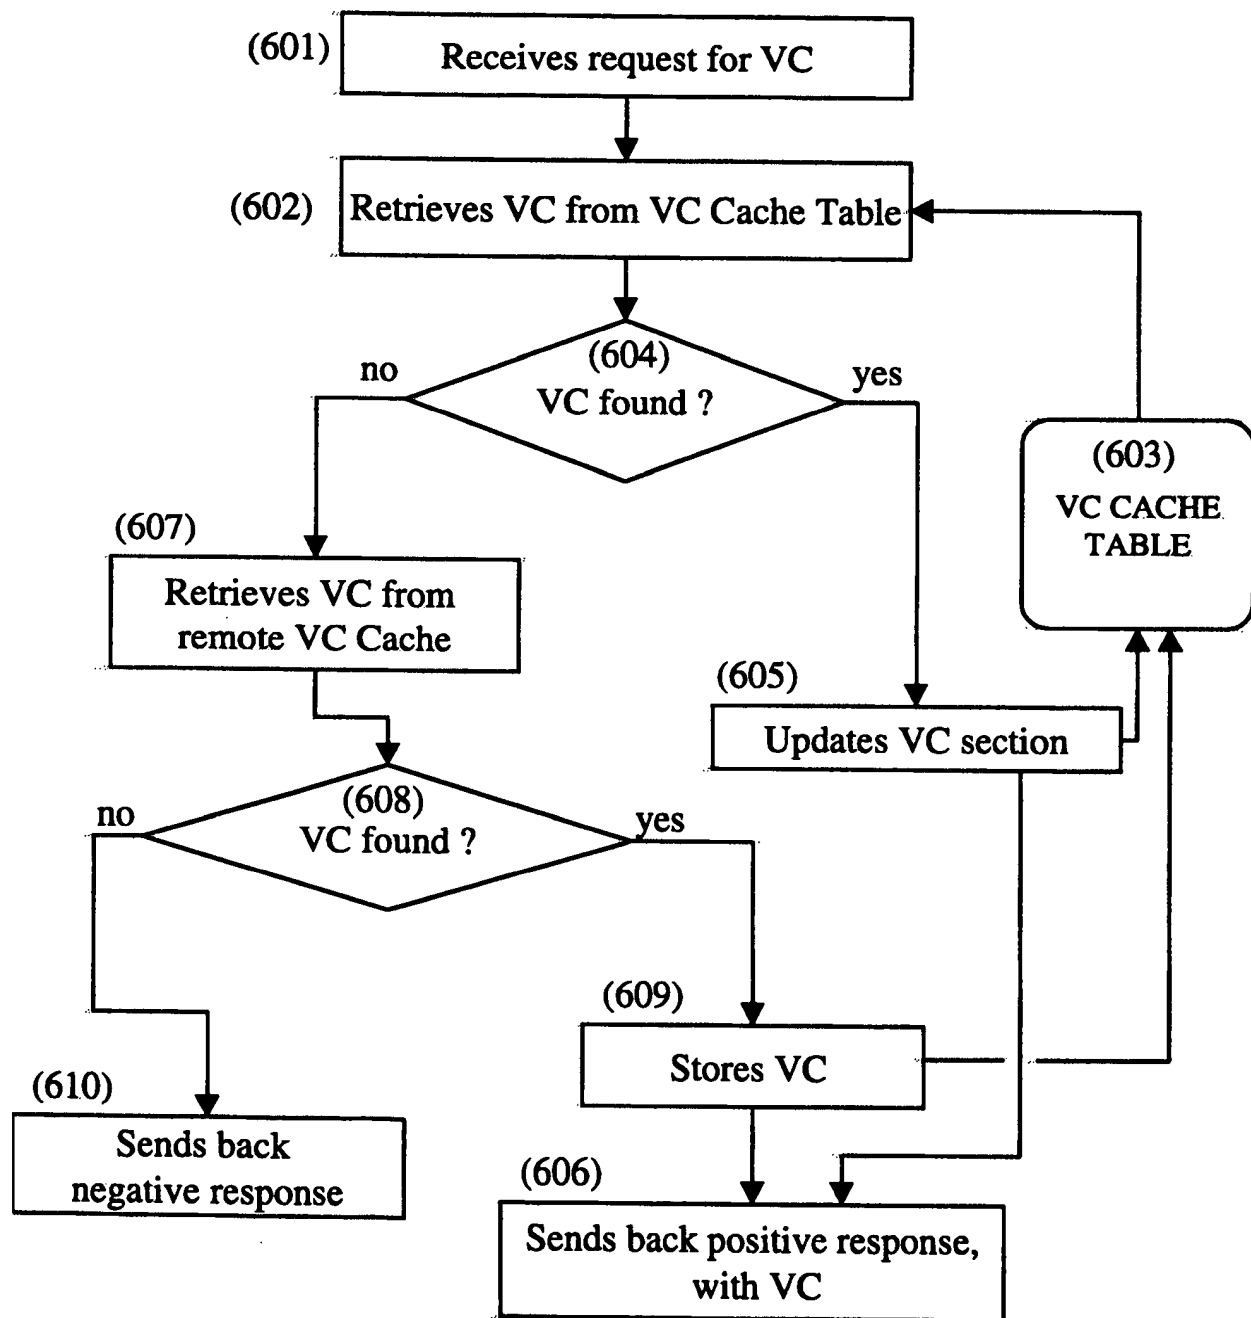 (601)
Receives request for VC
(602)
Retrieves VC from VC Cache Table
(604)
no
yes
VC found ?
(603)
VC CACHE
TABLE
(607)
Retrieves VC from
remote VC Cache
(605)
Updates VC section
(608)
no
yes
VC found ?
(609)
Stores VC
(610)
Sends back
negative response
(606)
Sends back positive response,
with VC